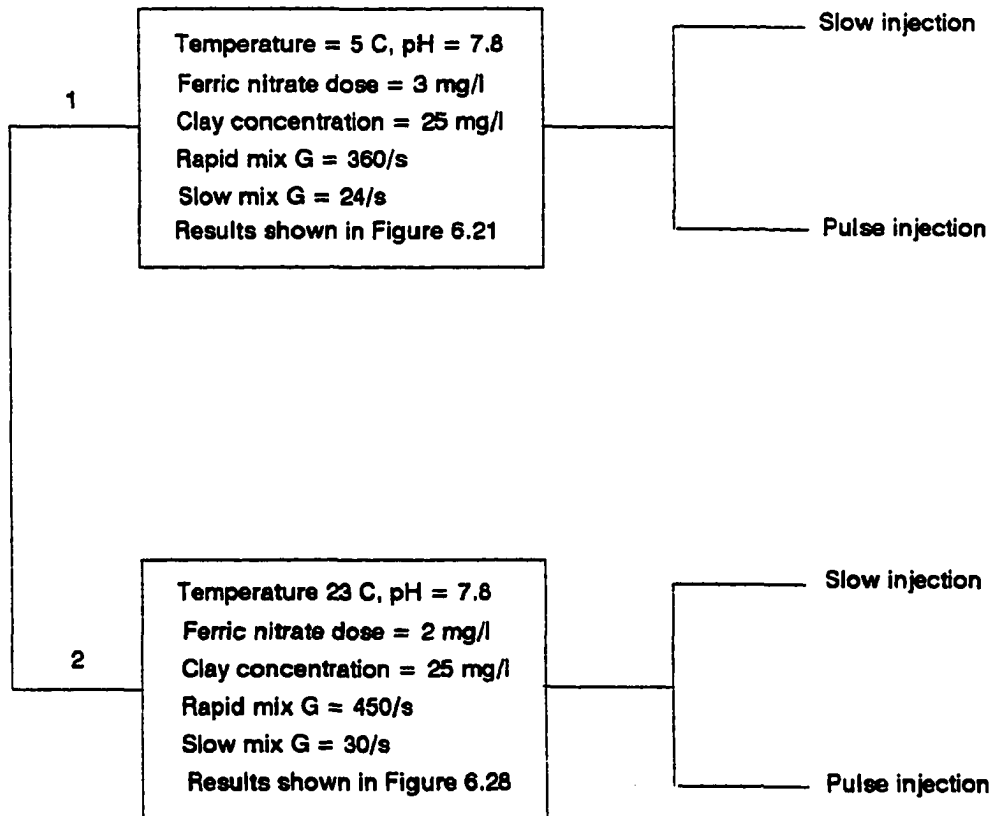 Slow injection
Temperature = 5 C, pH = 7.8
Ferric nitrate dose = 3 mg/l
1
Clay concentration = 25 mg/l
Rapid mix G = 360/s
Slow mix G = 24/s
Results shown in Figure 6.21
Pulse injection
Slow injection
Temperature 23 C, pH = 7.8
Ferric nitrate dose = 2 mg/l
2
Clay concentration = 25 mg/l
Rapid mix G = 450/s
Slow mix G = 30/s
Results shown in Figure 6.28
Pulse injection